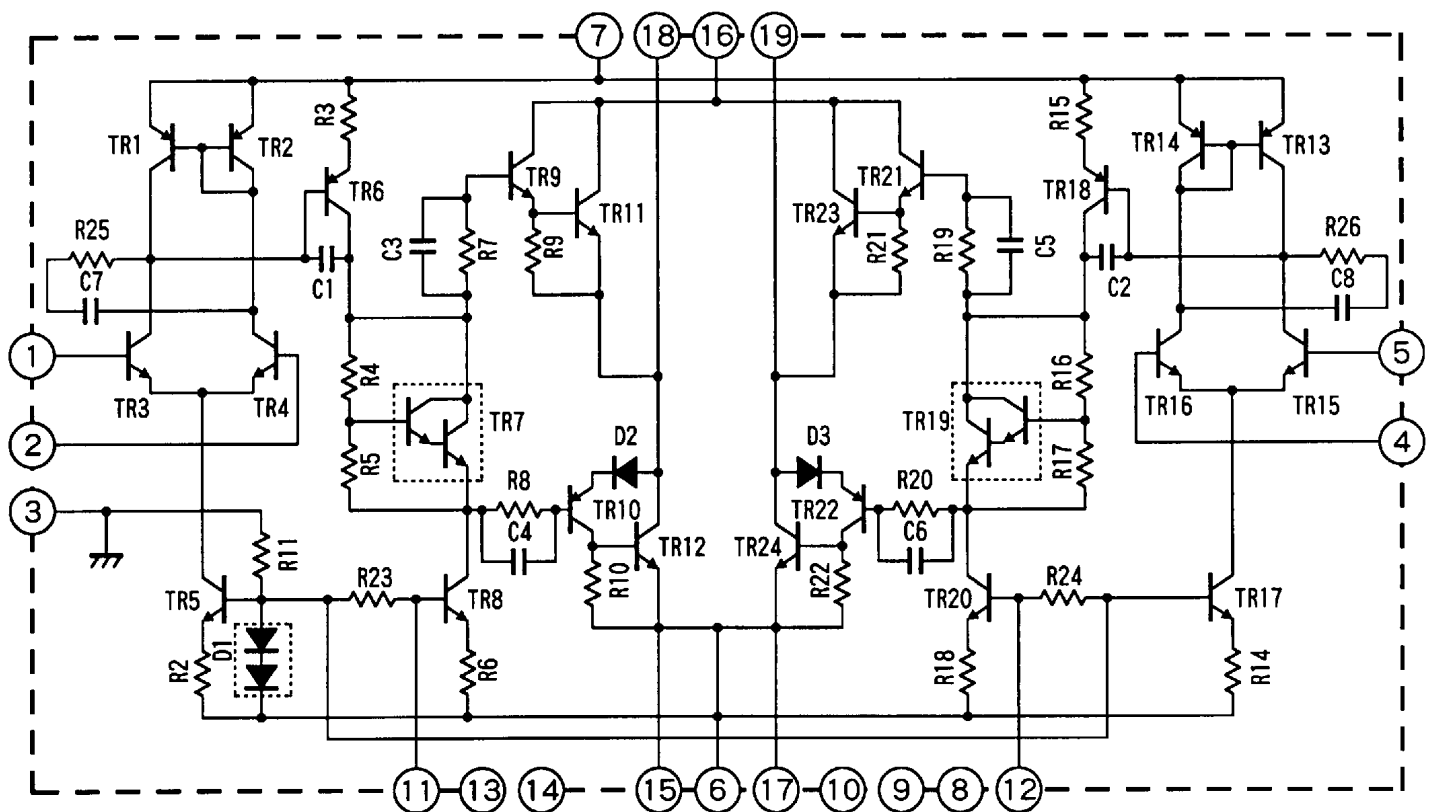 7 18 16 19
R3 R15
TR1 TR2 TR14 TR13
TR6 TR9 TR21 TR18
TR11 TR23
R25 C3 R7 R9 R21 R19 C5 R26
C7 C1 C2 C8
1 5
R4 R16
TR3 TR4 TR7 TR19 TR16 TR15
2 D2 D3 4
R5 R17
R8 R20
3 TR10 TR22
C4 C6
R11 TR12 TR24
R23 R10 R22 R24
TR5 TR8 TR20 TR17
R2 D1 R6 R18 R14
11 13 14 15 6 17 10 9 8 12